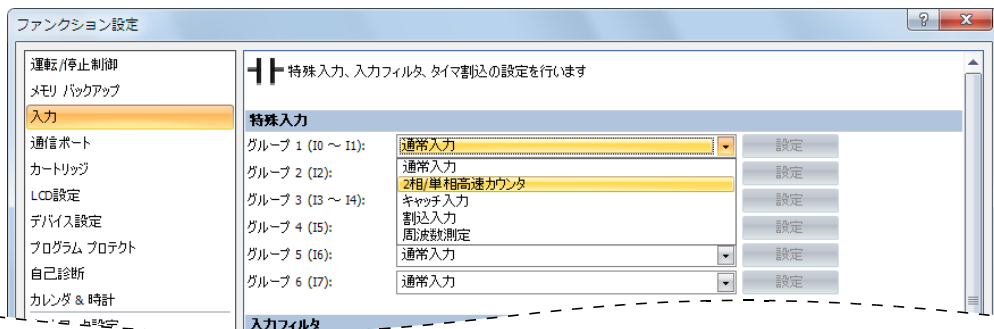 ファンクション設定
運転/停止制御
メモリ バックアップ
入力
通信ポート
カートリッジ
LCD設定
デバイス設定
プログラム プロテクト
自己診断
カレンダ & 時計
特殊入力、入力フィルタ、タイマ割込の設定を行います
特殊入力
グループ 1 (I0 ～ I1): 通常入力 設定
通常入力
2相/単相高速カウンタ
キャッチ入力
割込入力
周波数測定
グループ 2 (I2): 設定
グループ 3 (I3 ～ I4): 設定
グループ 4 (I5): 設定
グループ 5 (I6): 通常入力 設定
グループ 6 (I7): 通常入力 設定
入力フィルタ